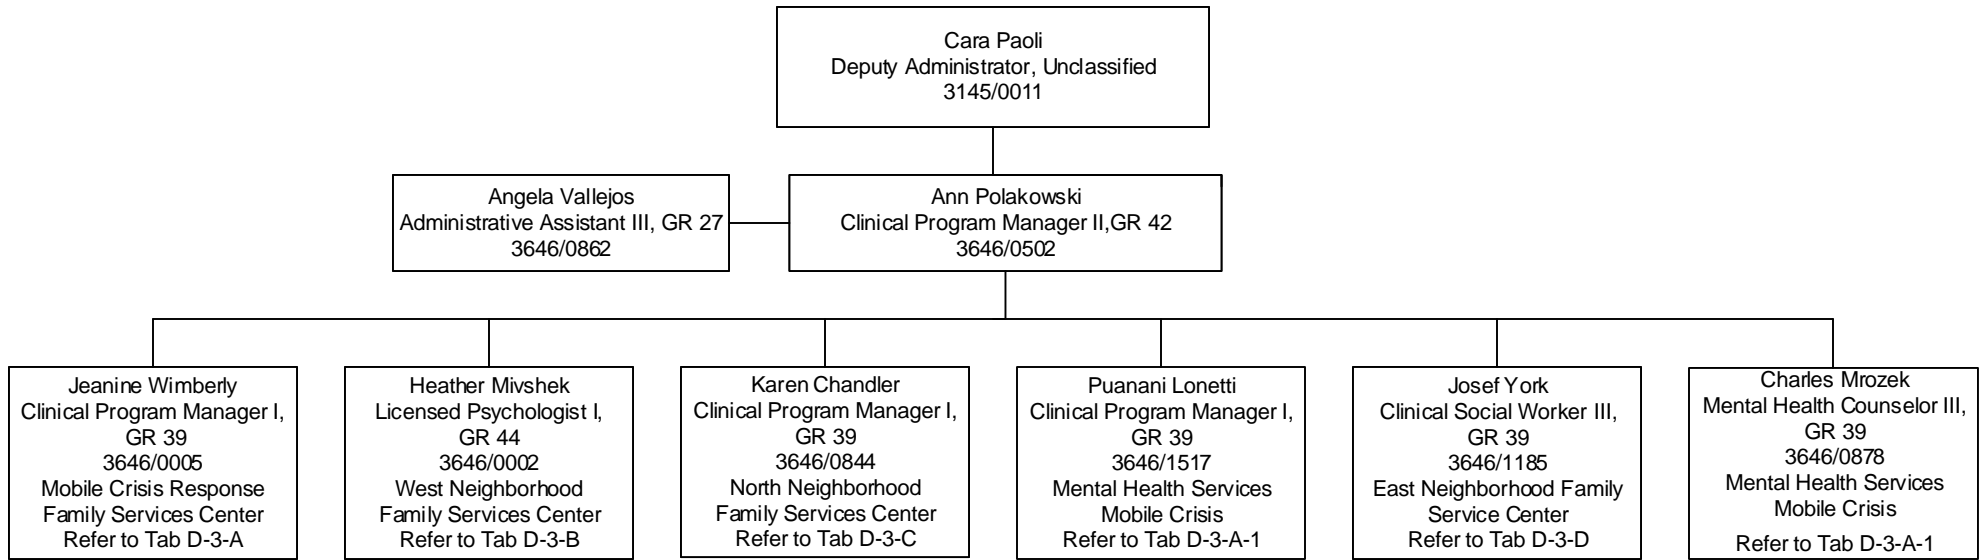 Cara Paoli
Deputy Administrator, Unclassified
3145/0011
Angela Vallejos
Administrative Assistant III, GR 27
3646/0862
Ann Polakowski
Clinical Program Manager II,GR 42
3646/0502
Jeanine Wimberly
Clinical Program Manager I,
GR 39
3646/0005
Mobile Crisis Response
Family Services Center
Refer to Tab D-3-A
Heather Mivshek
Licensed Psychologist I,
GR 44
3646/0002
West Neighborhood
Family Services Center
Refer to Tab D-3-B
Karen Chandler
Clinical Program Manager I,
GR 39
3646/0844
North Neighborhood
Family Services Center
Refer to Tab D-3-C
Puanani Lonetti
Clinical Program Manager I,
GR 39
3646/1517
Mental Health Services
Mobile Crisis
Refer to Tab D-3-A-1
Josef York
Clinical Social Worker III,
GR 39
3646/1185
East Neighborhood Family
Service Center
Refer to Tab D-3-D
Charles Mrozek
Mental Health Counselor III,
GR 39
3646/0878
Mental Health Services
Mobile Crisis
Refer to Tab D-3-A-1